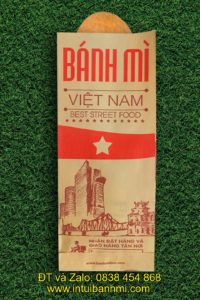 BÁNH MÌ
VIỆT NAM
BEST STREET FOOD
NHẬN ĐẶT HÀNG VÀ
GIAO HÀNG TẬN NƠI
ĐT và Zalo: 0838 454 868
www.intuibanhmi.com